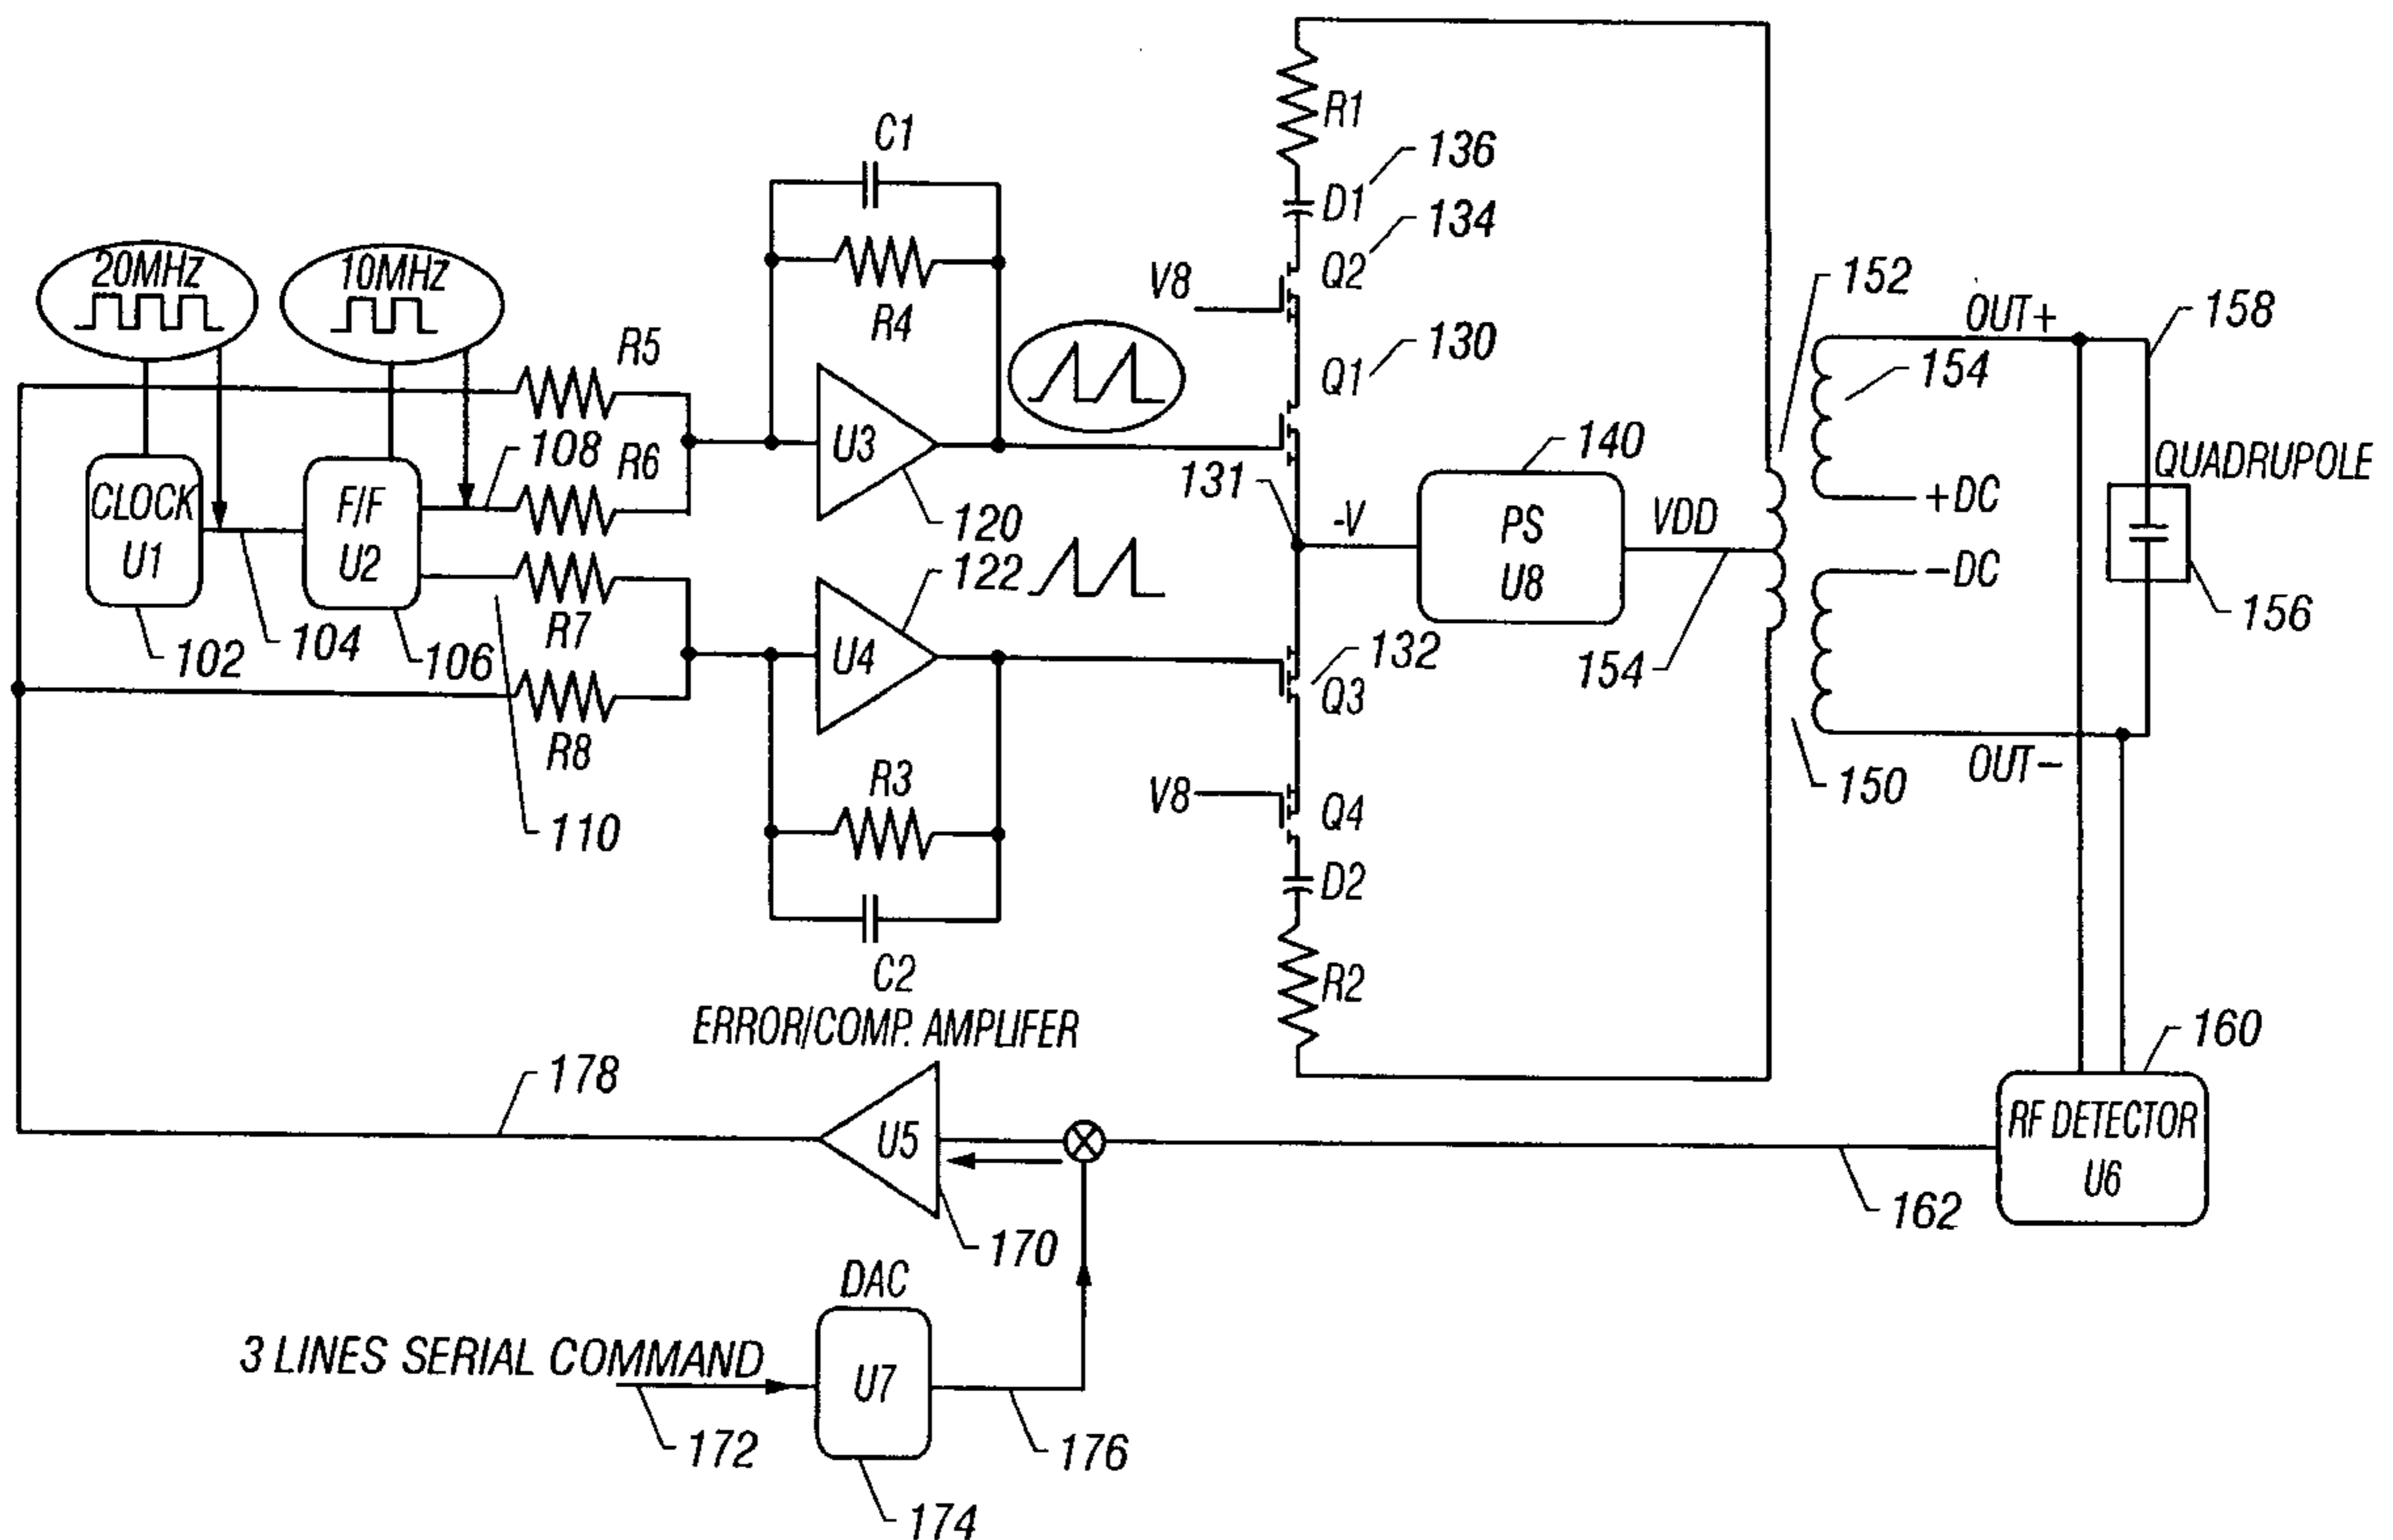 R1
136
C1
D1
134
20MHZ
10MHZ
V8
Q2
152
R4
OUT+
158
R5
Q1
130
154
108
R6
131
140
QUADRUPOLE
CLOCK
U1
F/F
U2
U3
120
-V
PS
U8
VDD
+DC
122
-DC
156
104
R7
U4
132
102
106
154
Q3
R8
R3
V8
Q4
150
OUT-
110
D2
C2
R2
ERROR/COMP. AMPLIFER
160
178
U5
RF DETECTOR
U6
170
162
DAC
3 LINES SERIAL COMMAND
U7
172
176
174